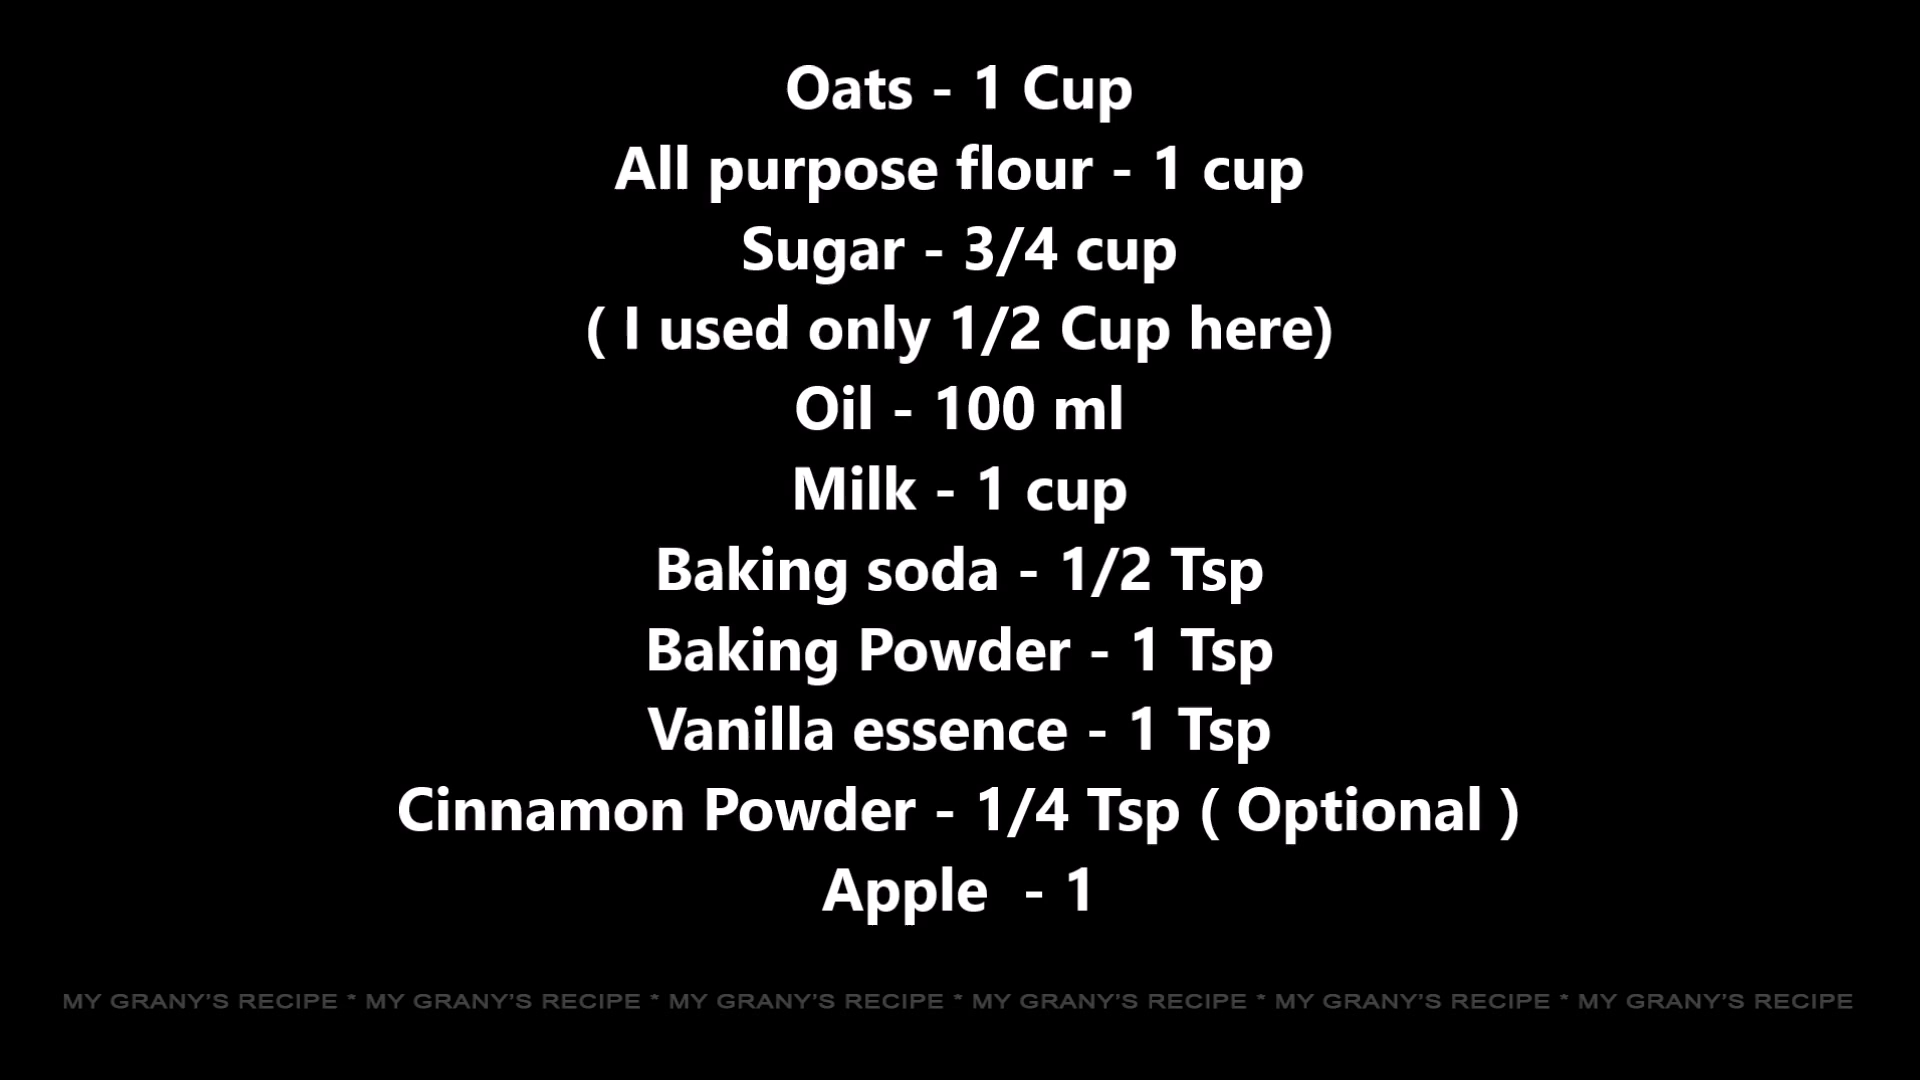 Oats - 1 Cup
All purpose flour - 1 cup
Sugar - 3/4 cup
( I used only 1/2 Cup here)
Oil - 100 ml
Milk - 1 cup
Baking soda - 1/2 Tsp
Baking Powder - 1 Tsp
Vanilla essence - 1 Tsp
Cinnamon Powder - 1/4 Tsp ( Optional )
Apple - 1
MY GRANY'S RECIPE * MY GRANY'S RECIPE * MY GRANY'S RECIPE * MY GRANY'S RECIPE * MY GRANY'S RECIPE * MY GRANY'S RECIPE